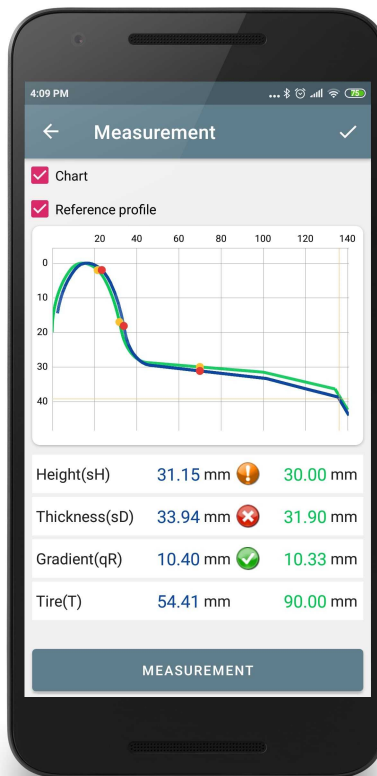 4:09 PM ... 75
Measurement
Chart
Reference profile
20 40 60 80 100 120 140
0
10
20
30
40
Height(sH) 31.15 mm 30.00 mm
Thickness(sD) 33.94 mm 31.90 mm
Gradient(qR) 10.40 mm 10.33 mm
Tire(T) 54.41 mm 90.00 mm
MEASUREMENT